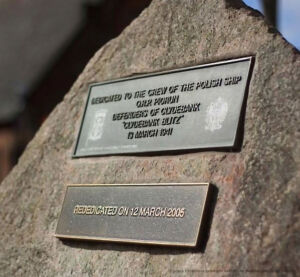 DEDICATED TO THE CREW OF THE POLISH SHIP
O.R.P PIORUN
DEFENDERS OF CLYDEBANK
"CLYDEBANK BLITZ"
13 MARCH 1941
REDEDICATED ON 12 MARCH 2005